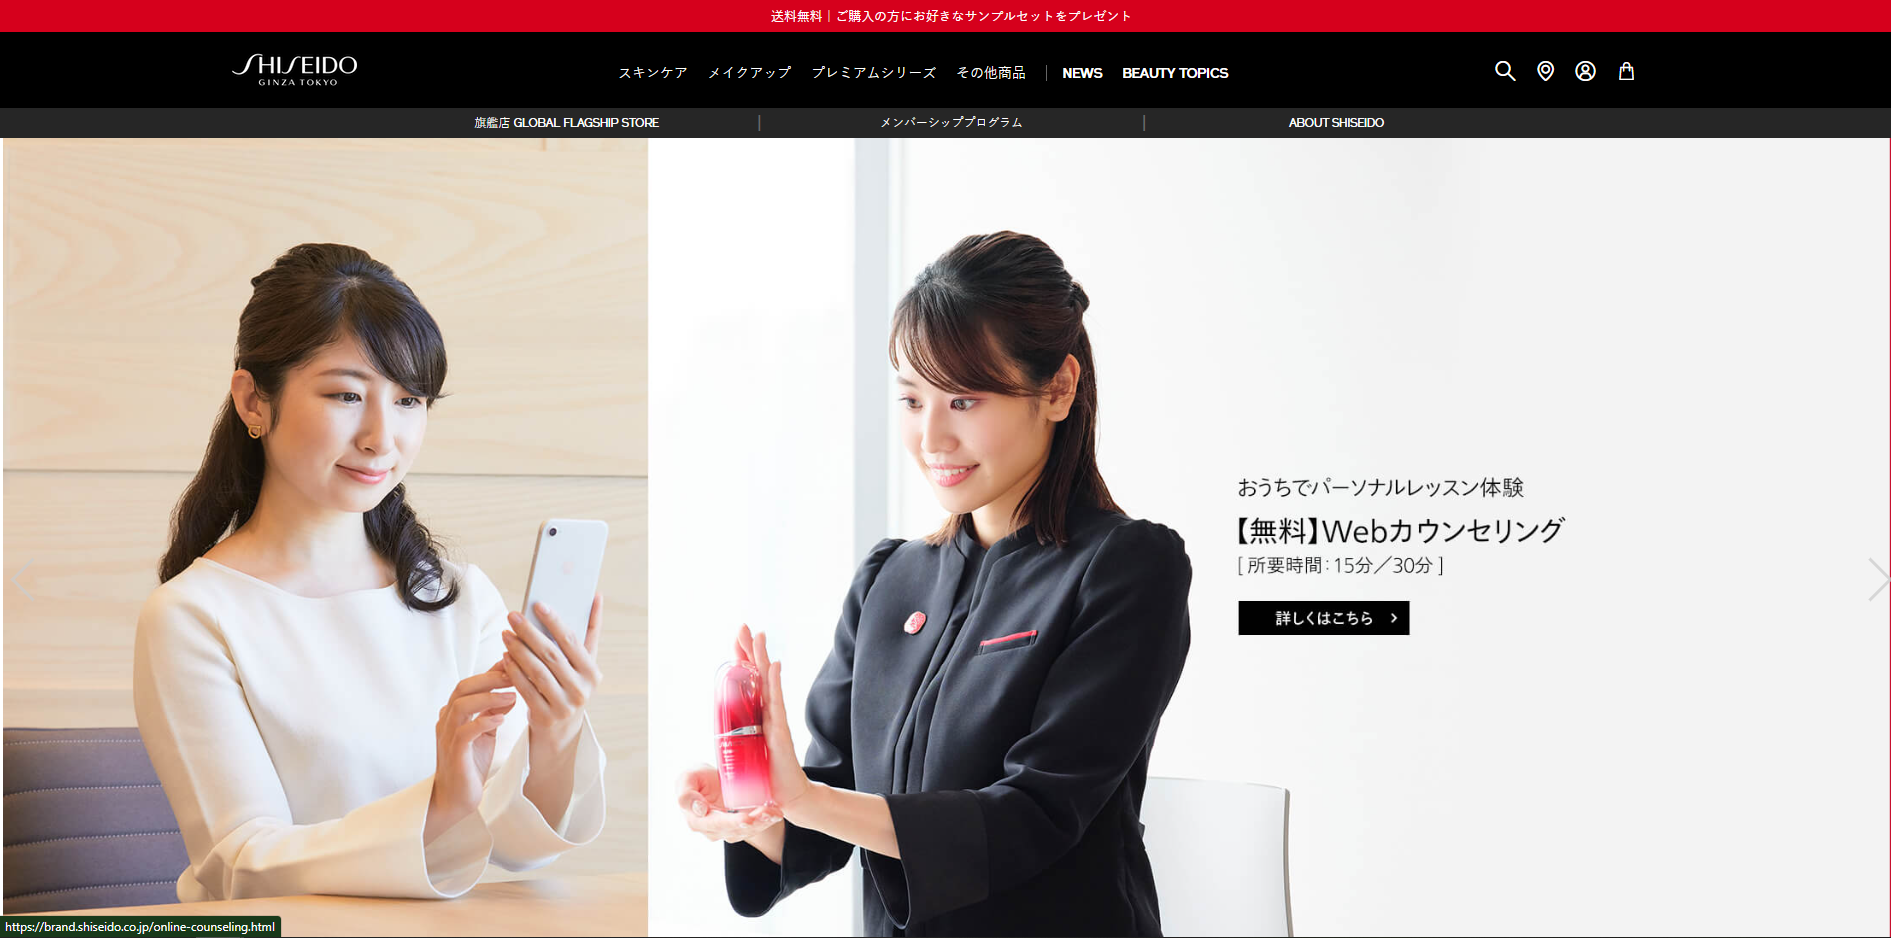 送料無料｜ご購入の方にお好きなサンプルセットをプレゼント
SHISEIDO
GINZA TOKYO
スキンケア メイクアップ プレミアムシリーズ その他商品 | NEWS BEAUTY TOPICS
旗艦店 GLOBAL FLAGSHIP STORE | メンバーシッププログラム | ABOUT SHISEIDO
おうちでパーソナルレッスン体験
【無料】Webカウンセリング
[ 所要時間：15分／30分 ]
詳しくはこちら
https://brand.shiseido.co.jp/online-counseling.html